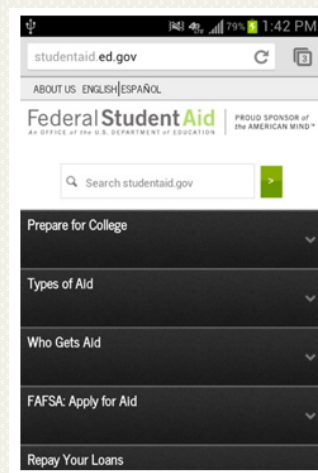 79% 1:42 PM
studentaid.ed.gov
3
ABOUT US ENGLISH|ESPAÑOL
Federal Student Aid
An OFFICE of the U.S. DEPARTMENT of EDUCATION
PROUD SPONSOR of
the AMERICAN MIND™
Search studentaid.gov
>
Prepare for College
Types of Aid
Who Gets Aid
FAFSA: Apply for Aid
Repay Your Loans